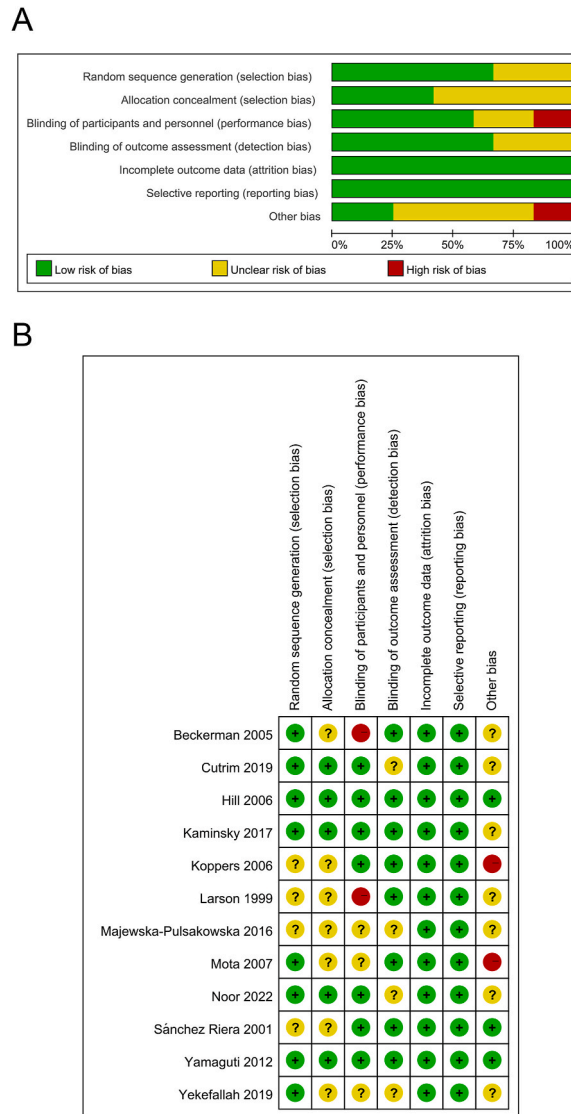 A
Random sequence generation (selection bias)
Allocation concealment (selection bias)
Blinding of participants and personnel (performance bias)
Blinding of outcome assessment (detection bias)
Incomplete outcome data (attrition bias)
Selective reporting (reporting bias)
Other bias
0% 25% 50% 75% 100%
Low risk of bias Unclear risk of bias High risk of bias
B
Random sequence generation (selection bias)
Allocation concealment (selection bias)
Blinding of participants and personnel (performance bias)
Blinding of outcome assessment (detection bias)
Incomplete outcome data (attrition bias)
Selective reporting (reporting bias)
Other bias
Beckerman 2005 + ? - + + + ?
Cutrim 2019 + + + ? + + ?
Hill 2006 + + + + + + +
Kaminsky 2017 + + + + + + ?
Koppers 2006 ? ? + + + + -
Larson 1999 ? ? - + + + ?
Majewska-Pulsakowska 2016 ? ? ? ? + + ?
Mota 2007 + ? ? + + + -
Noor 2022 + + + ? + + ?
Sánchez Riera 2001 ? ? + + + + +
Yamaguti 2012 + + + + + + +
Yekefallah 2019 + ? ? ? + + ?